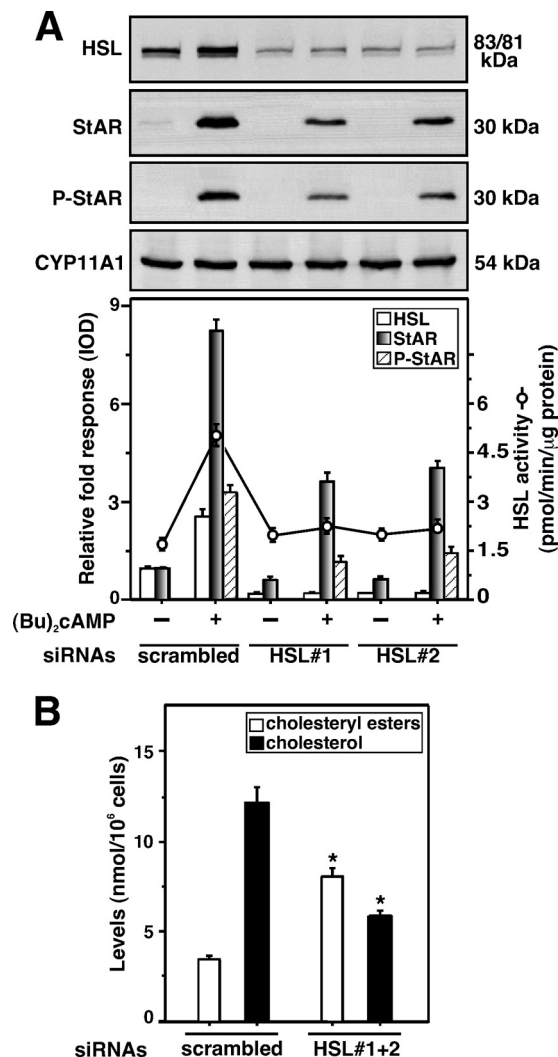 A
HSL
83/81
kDa
StAR
30 kDa
P-StAR
30 kDa
CYP11A1
54 kDa
Relative fold response (IOD)
9
6
3
0
HSL
StAR
P-StAR
6
4.5
3
1.5
0
HSL activity
(pmol/min/µg protein)
(Bu)₂cAMP − + − + − +
siRNAs scrambled HSL#1 HSL#2
B
cholesteryl esters
cholesterol
Levels (nmol/10⁶ cells)
15
10
5
0
*
*
siRNAs scrambled HSL#1+2